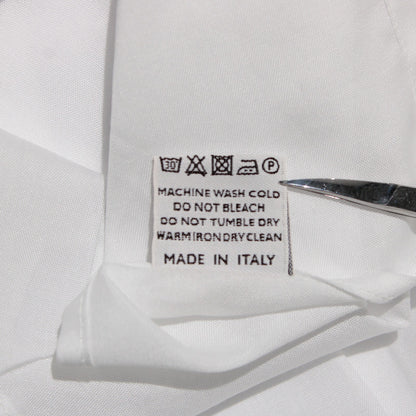 30°
P
MACHINE WASH COLD
DO NOT BLEACH
DO NOT TUMBLE DRY
WARM IRON DRY CLEAN
MADE IN ITALY